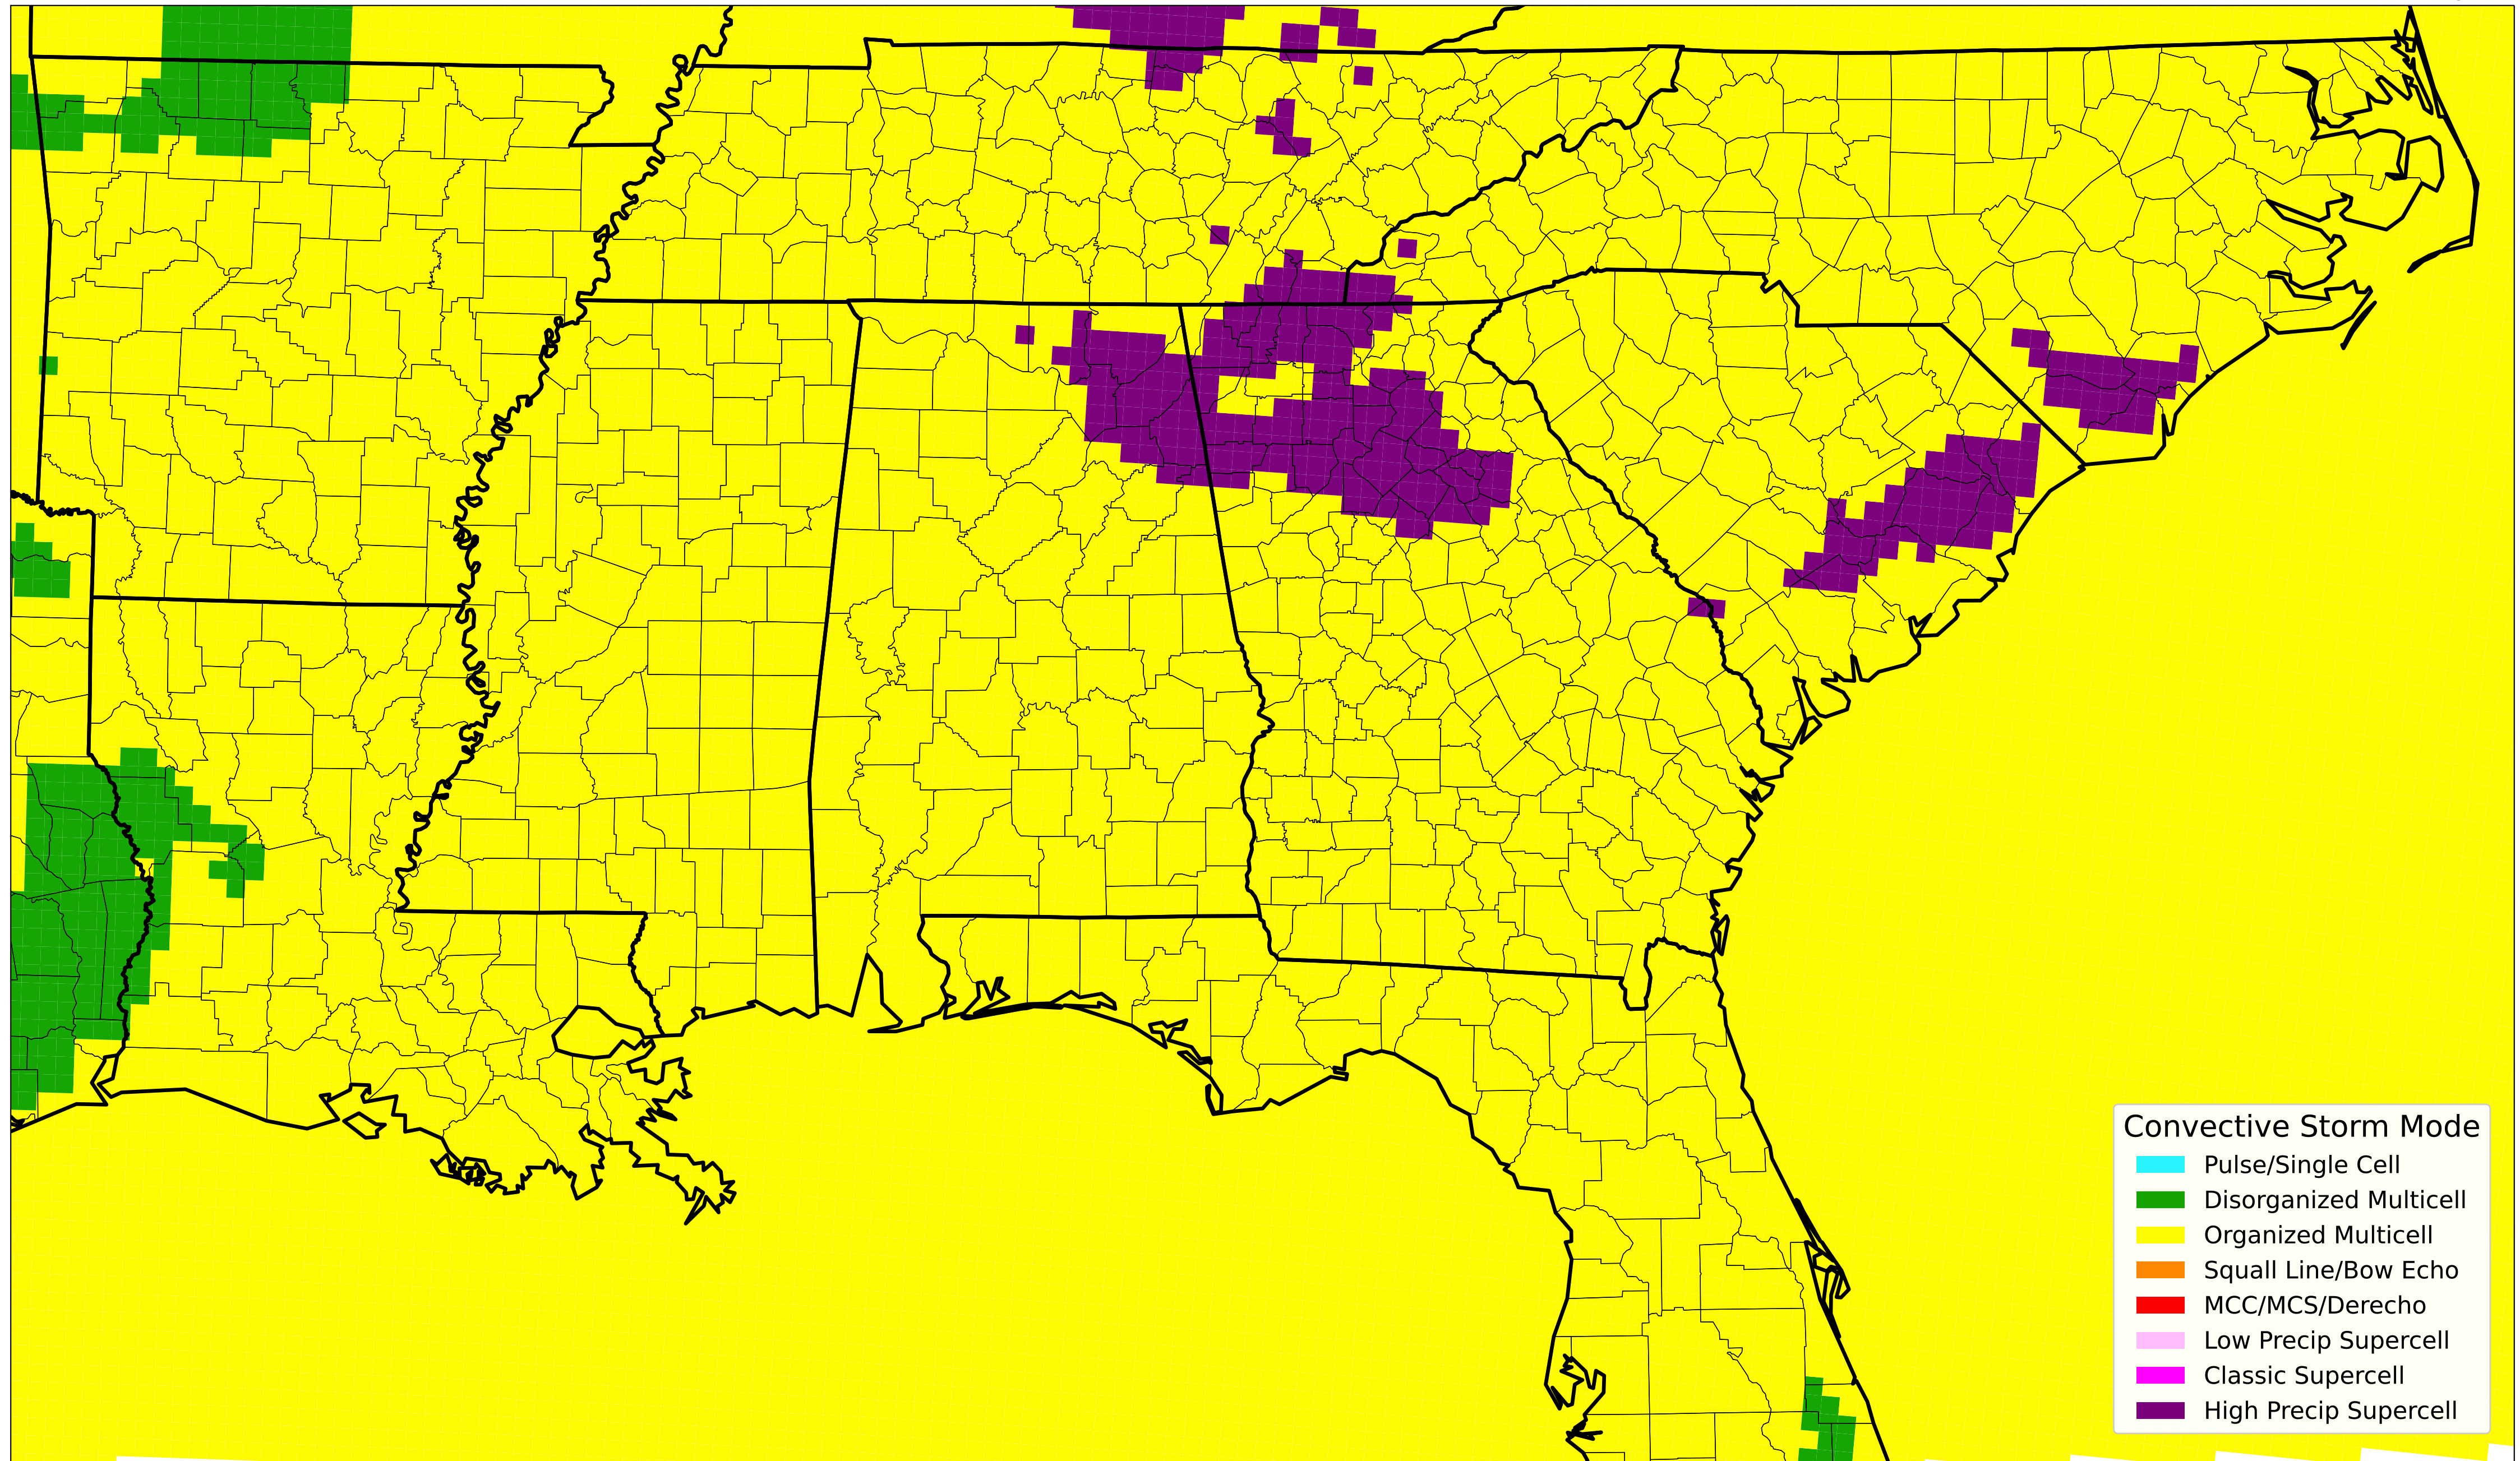 Convective Storm Mode
Pulse/Single Cell
Disorganized Multicell
Organized Multicell
Squall Line/Bow Echo
MCC/MCS/Derecho
Low Precip Supercell
Classic Supercell
High Precip Supercell